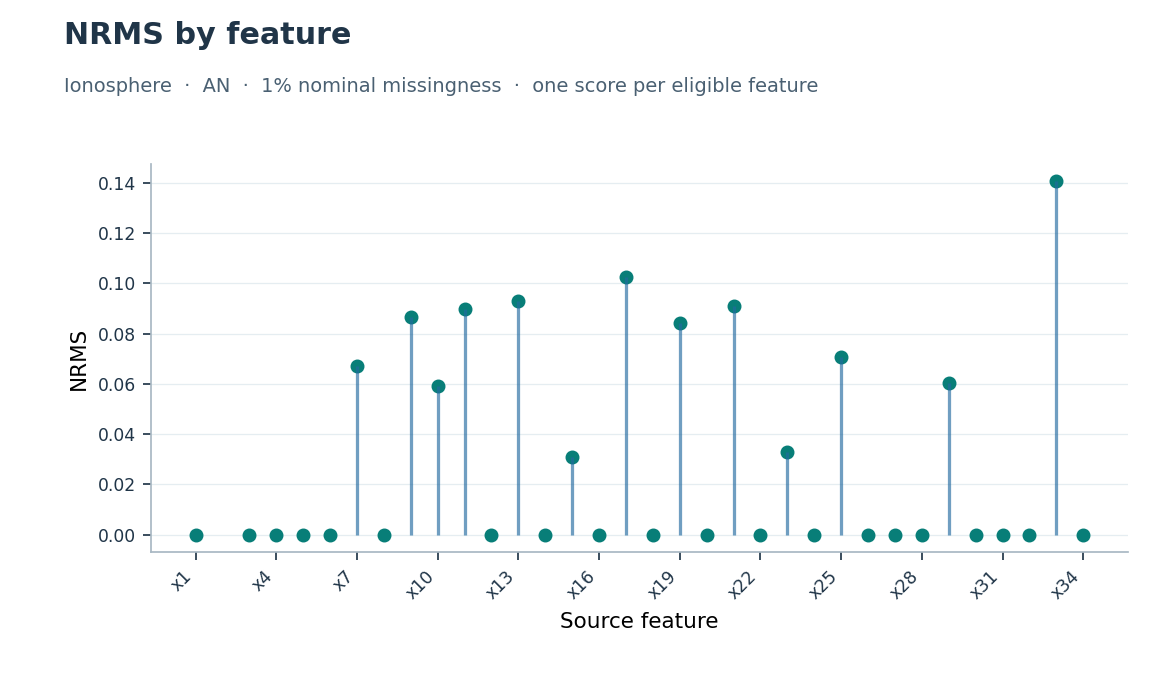 NRMS by feature
Ionosphere · AN · 1% nominal missingness · one score per eligible feature
NRMS
0.14
0.12
0.10
0.08
0.06
0.04
0.02
0.00
x1 x4 x7 x10 x13 x16 x19 x22 x25 x28 x31 x34
Source feature